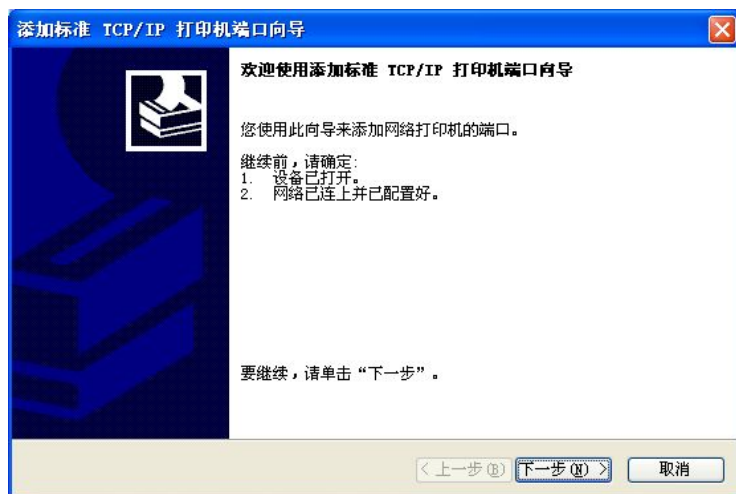 添加标准 TCP/IP 打印机端口向导
欢迎使用添加标准 TCP/IP 打印机端口向导
您使用此向导来添加网络打印机的端口。
继续前，请确定:
1. 设备已打开。
2. 网络已连上并已配置好。
要继续，请单击“下一步”。
< 上一步(B) 下一步(N) > 取消